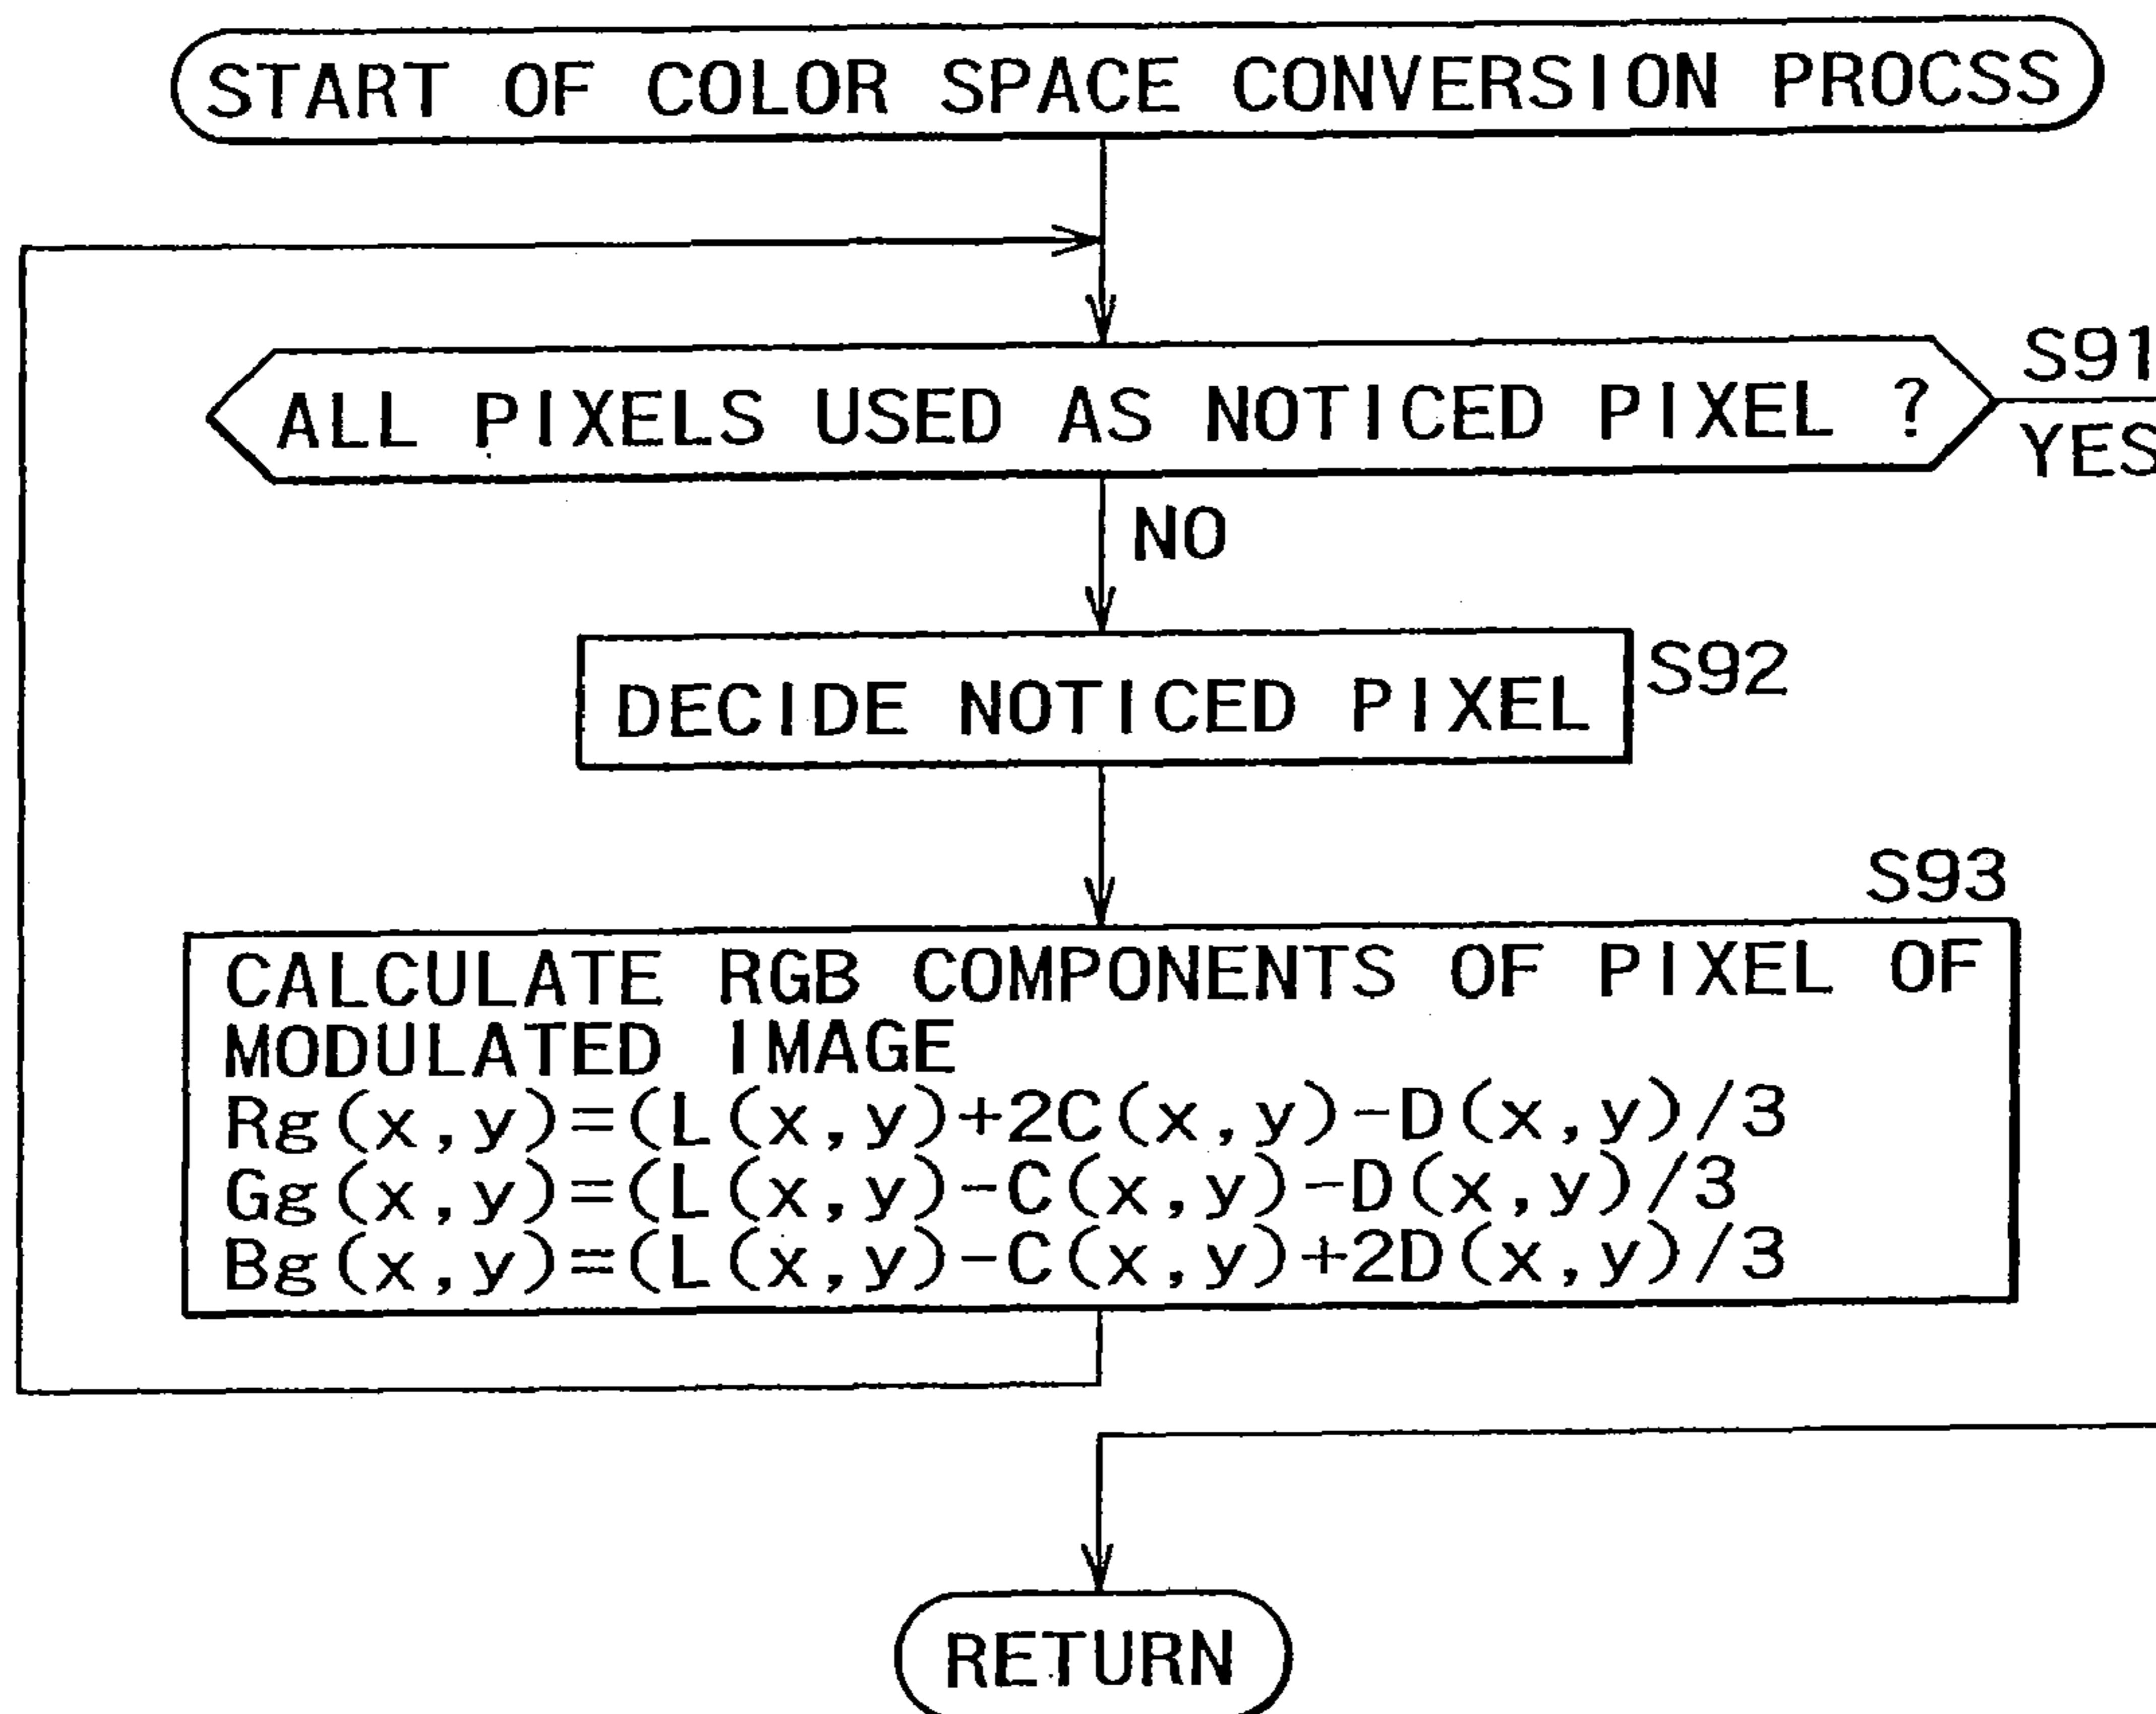 START OF COLOR SPACE CONVERSION PROCSS
ALL PIXELS USED AS NOTICED PIXEL ?
S91
YES
NO
DECIDE NOTICED PIXEL
S92
S93
CALCULATE RGB COMPONENTS OF PIXEL OF
MODULATED IMAGE
Rg(x,y)=(L(x,y)+2C(x,y)-D(x,y)/3
Gg(x,y)=(L(x,y)-C(x,y)-D(x,y)/3
Bg(x,y)=(L(x,y)-C(x,y)+2D(x,y)/3
RETURN